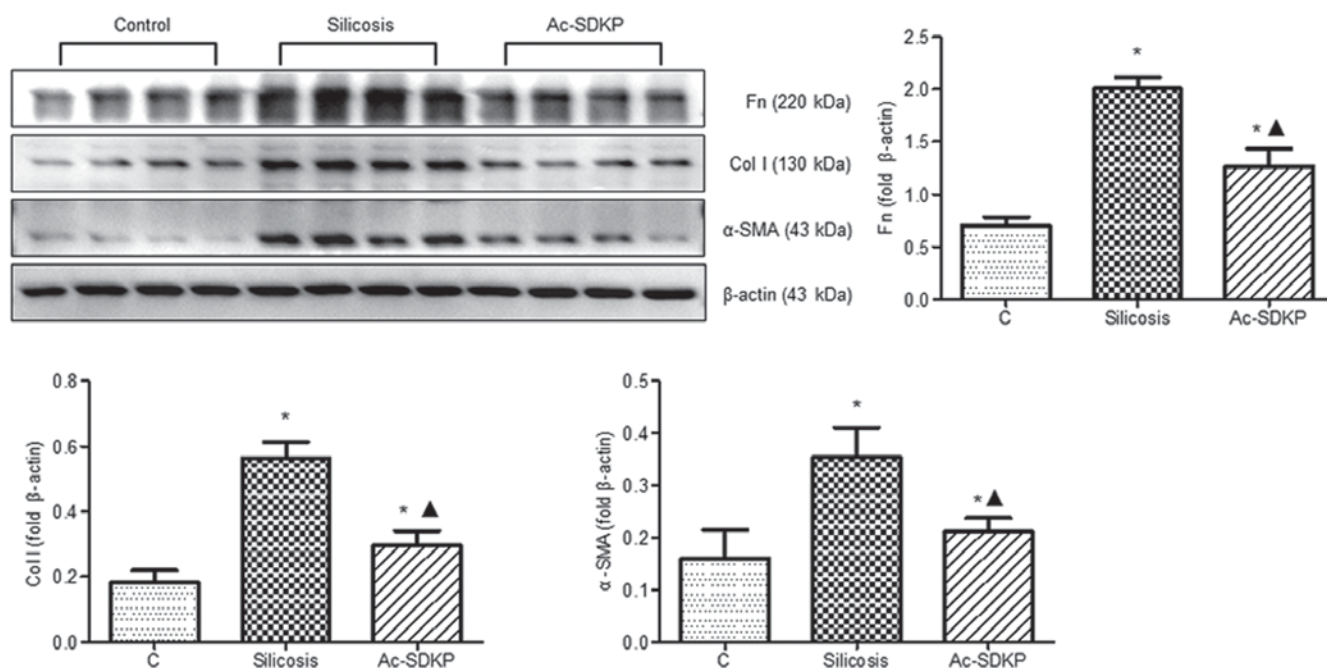 Control Silicosis Ac-SDKP
Fn (220 kDa)
Col I (130 kDa)
α-SMA (43 kDa)
β-actin (43 kDa)
Fn (fold β-actin)
2.5
2.0
1.5
1.0
0.5
0.0
*
* ▲
C Silicosis Ac-SDKP
Col I (fold β-actin)
0.8
0.6
0.4
0.2
0.0
*
* ▲
C Silicosis Ac-SDKP
α-SMA (fold β-actin)
0.5
0.4
0.3
0.2
0.1
0.0
*
* ▲
C Silicosis Ac-SDKP